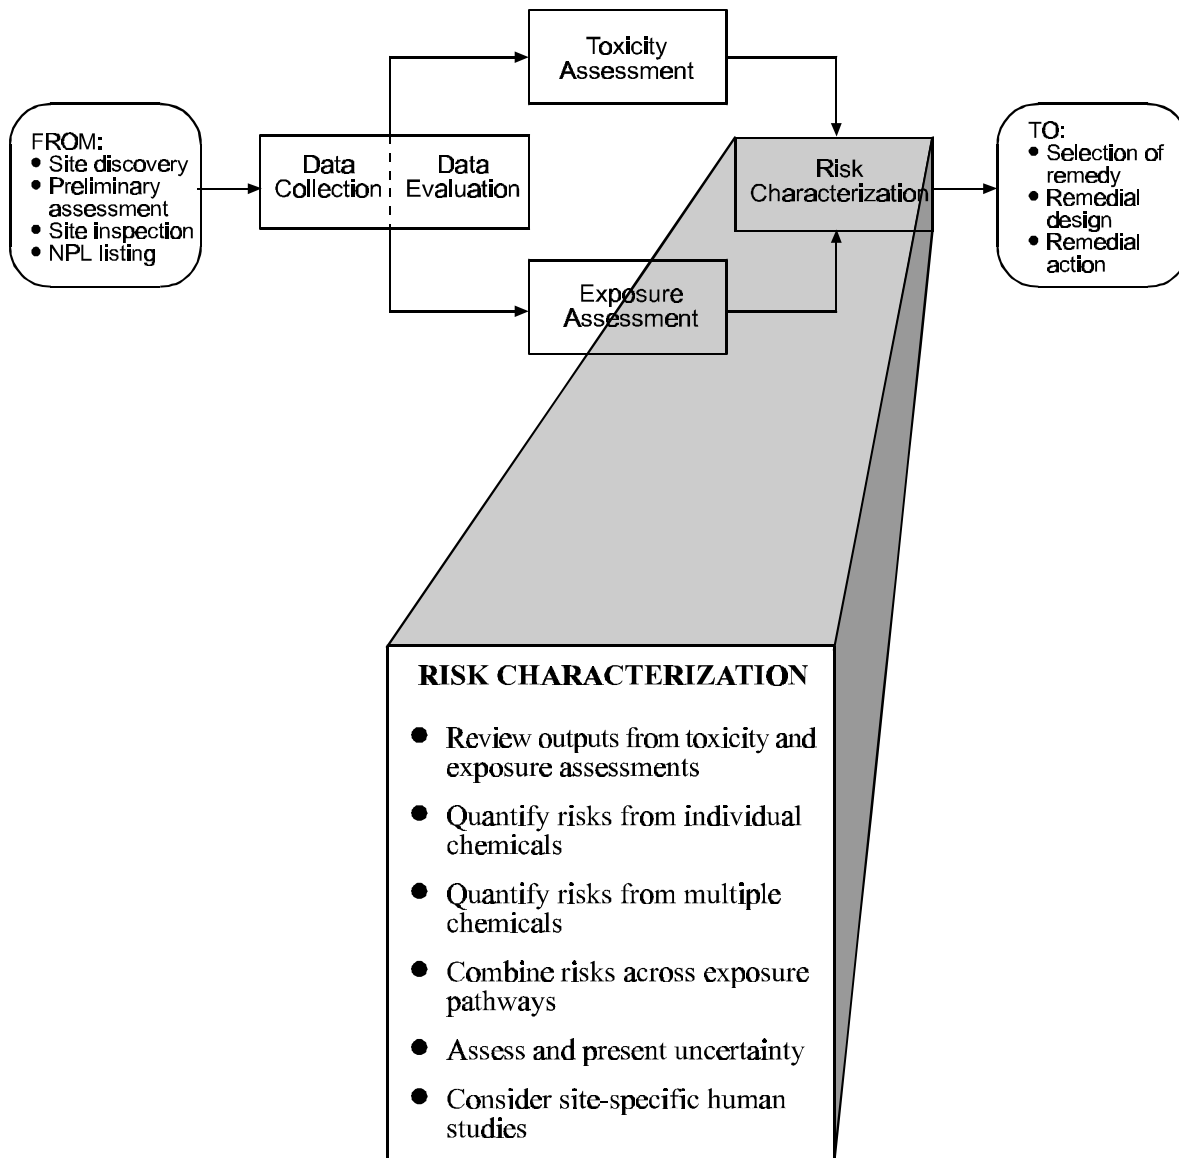 Toxicity
Assessment
FROM:
● Site discovery
● Preliminary
assessment
● Site inspection
● NPL listing
Data
Collection
Data
Evaluation
Risk
Characterization
TO:
● Selection of
remedy
● Remedial
design
● Remedial
action
Exposure
Assessment
RISK CHARACTERIZATION
● Review outputs from toxicity and
exposure assessments
● Quantify risks from individual
chemicals
● Quantify risks from multiple
chemicals
● Combine risks across exposure
pathways
● Assess and present uncertainty
● Consider site-specific human
studies